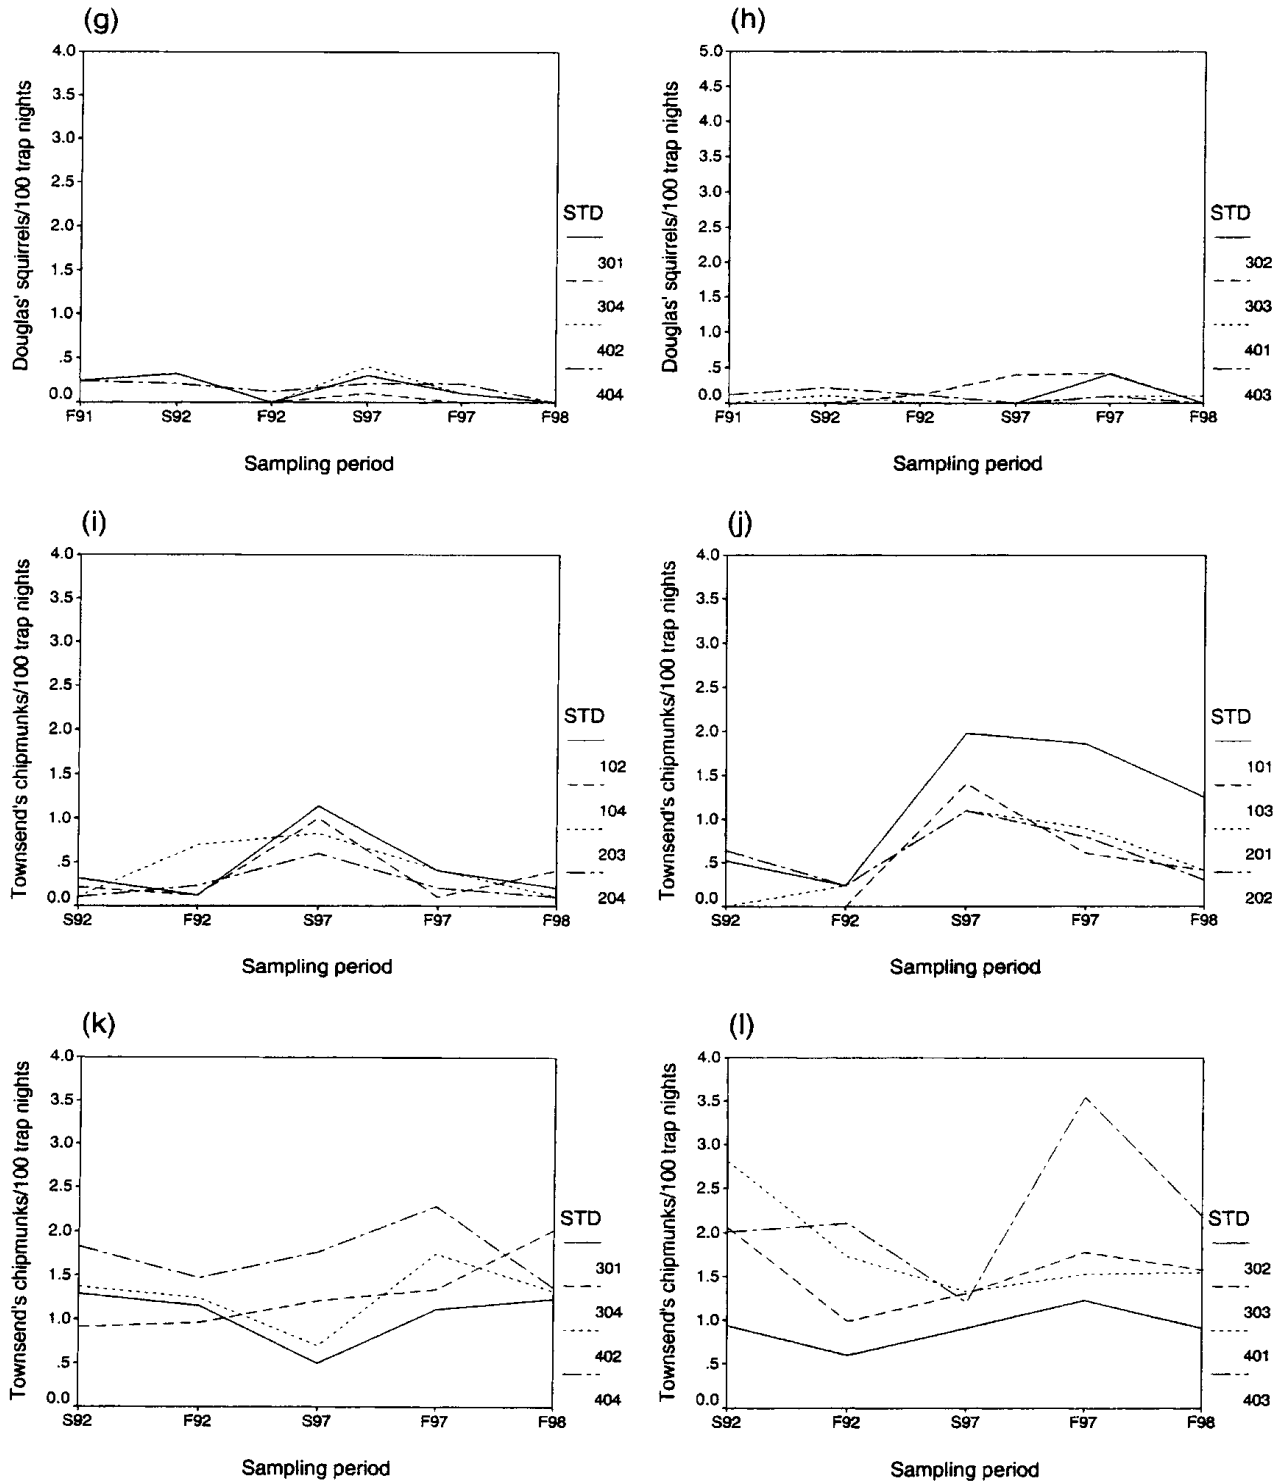 (g)
Douglas' squirrels/100 trap nights
4.0
3.5
3.0
2.5
2.0
1.5
1.0
.5
0.0
F91 S92 F92 S97 F97 F98
Sampling period
STD
301
304
402
404
(h)
Douglas' squirrels/100 trap nights
5.0
4.5
4.0
3.5
3.0
2.5
2.0
1.5
1.0
.5
0.0
F91 S92 F92 S97 F97 F98
Sampling period
STD
302
303
401
403
(i)
Townsend's chipmunks/100 trap nights
4.0
3.5
3.0
2.5
2.0
1.5
1.0
.5
0.0
S92 F92 S97 F97 F98
Sampling period
STD
102
104
203
204
(j)
Townsend's chipmunks/100 trap nights
4.0
3.5
3.0
2.5
2.0
1.5
1.0
.5
0.0
S92 F92 S97 F97 F98
Sampling period
STD
101
103
201
202
(k)
Townsend's chipmunks/100 trap nights
4.0
3.5
3.0
2.5
2.0
1.5
1.0
.5
0.0
S92 F92 S97 F97 F98
Sampling period
STD
301
304
402
404
(l)
Townsend's chipmunks/100 trap nights
4.0
3.5
3.0
2.5
2.0
1.5
1.0
.5
0.0
S92 F92 S97 F97 F98
Sampling period
STD
302
303
401
403